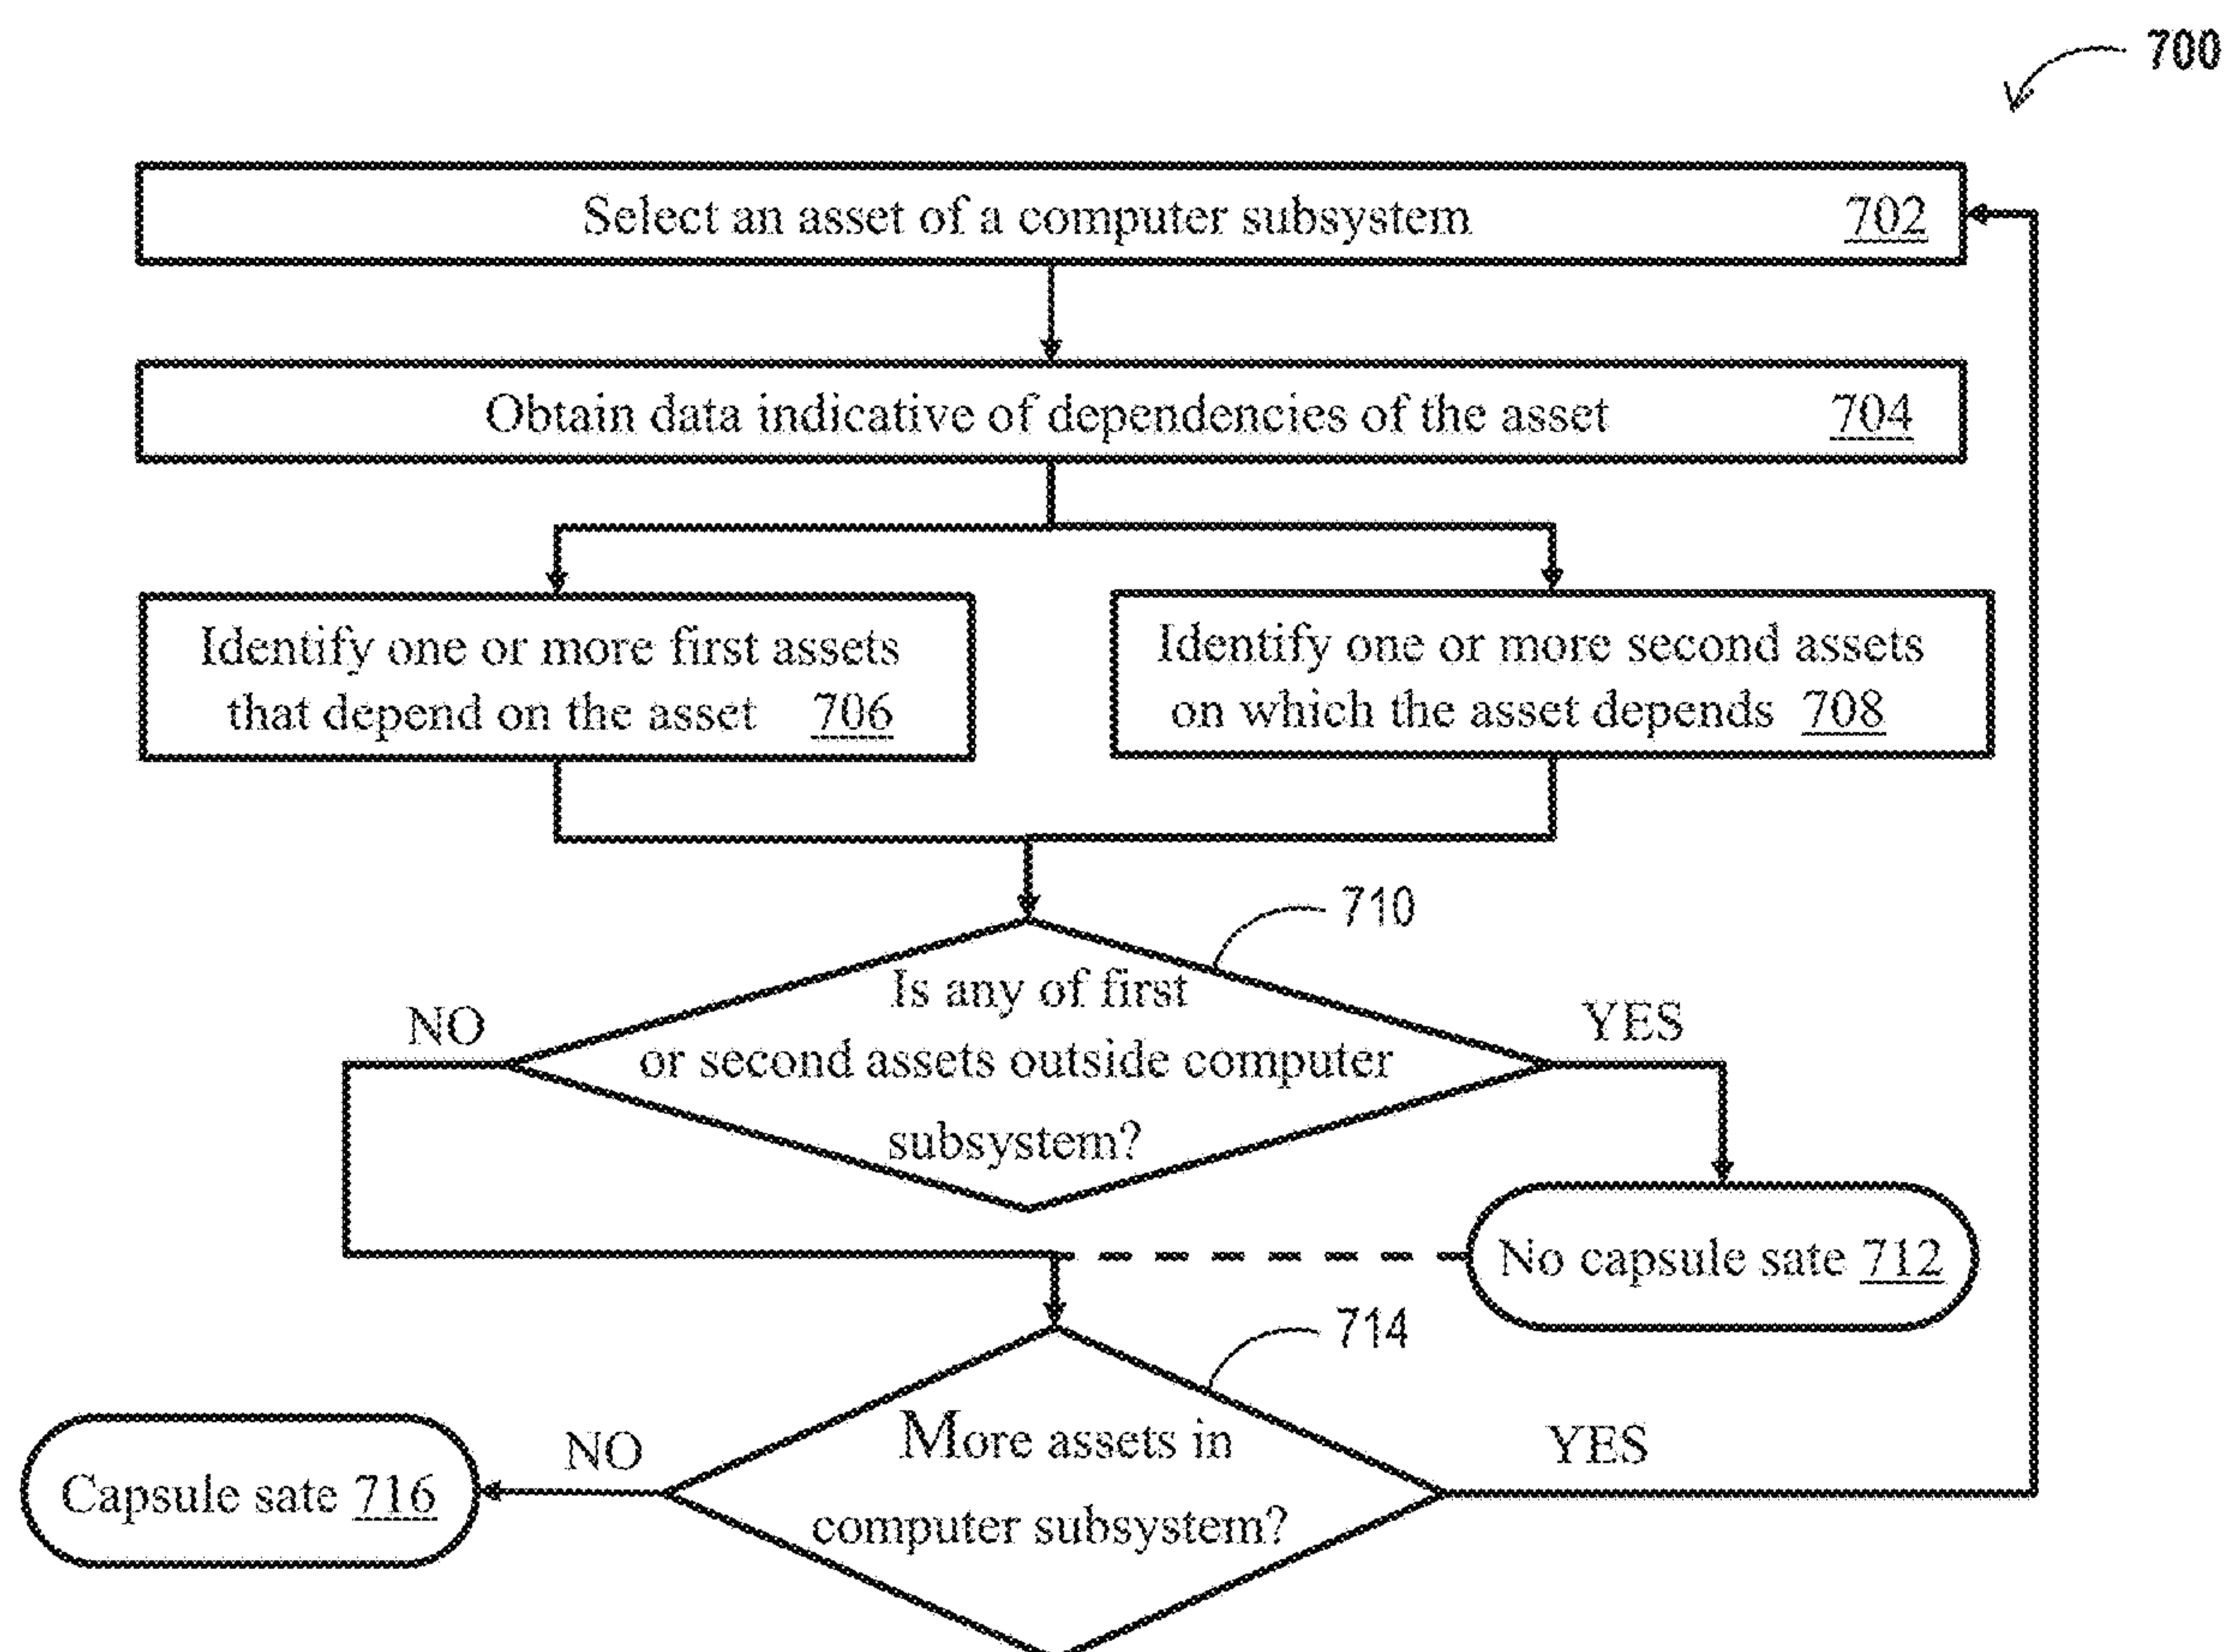 700
Select an asset of a computer subsystem 702
Obtain data indicative of dependencies of the asset 704
Identify one or more first assets
that depend on the asset 706
Identify one or more second assets
on which the asset depends 708
710
Is any of first
or second assets outside computer
subsystem?
NO
YES
No capsule sate 712
714
More assets in
computer subsystem?
NO
YES
Capsule sate 716